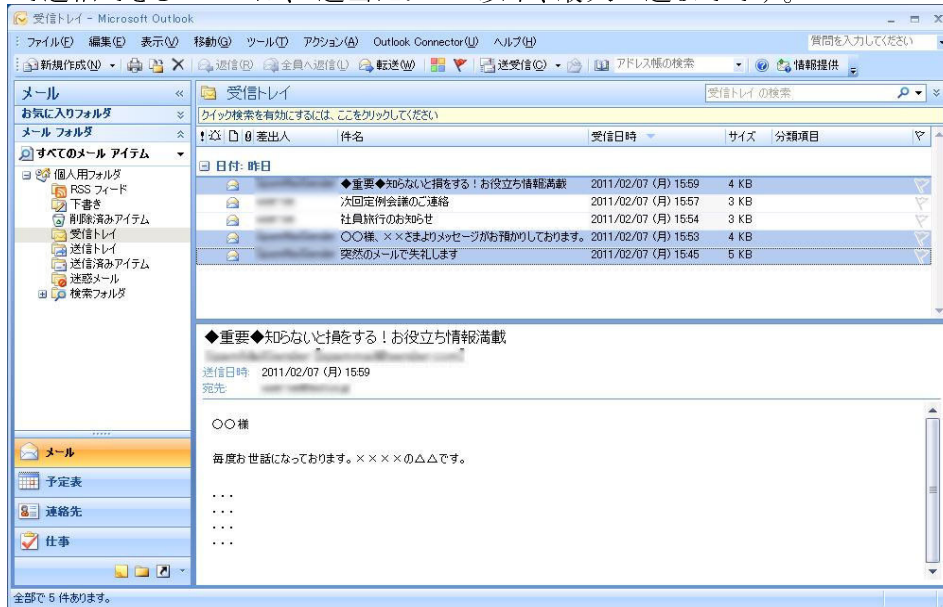 受信トレイ - Microsoft Outlook
ファイル(F) 編集(E) 表示(V) 移動(G) ツール(T) アクション(A) Outlook Connector(U) ヘルプ(H) 質問を入力してください
新規作成(N) 返信(R) 全員へ返信(L) 転送(W) 送受信(C) アドレス帳の検索 情報提供
メール « 受信トレイ 受信トレイ の検索
お気に入りフォルダ クイック検索を有効にするには、ここをクリックしてください
メール フォルダ 差出人 件名 受信日時 サイズ 分類項目
すべてのメール アイテム
日付: 昨日
◆重要◆知らないと損をする！お役立ち情報満載 2011/02/07 (月) 15:59 4 KB
次回定例会議のご連絡 2011/02/07 (月) 15:57 3 KB
社員旅行のお知らせ 2011/02/07 (月) 15:54 3 KB
〇〇様、××さまよりメッセージがお預かりしております。 2011/02/07 (月) 15:53 4 KB
突然のメールで失礼します 2011/02/07 (月) 15:45 5 KB
個人用フォルダ
RSS フィード
下書き
削除済みアイテム
受信トレイ
送信トレイ
送信済みアイテム
迷惑メール
検索フォルダ
◆重要◆知らないと損をする！お役立ち情報満載
送信日時: 2011/02/07 (月) 15:59
宛先:
〇〇様
毎度お世話になっております。××××の△△です。
・・・
・・・
・・・
・・・
メール
予定表
連絡先
仕事
全部で 5 件あります。